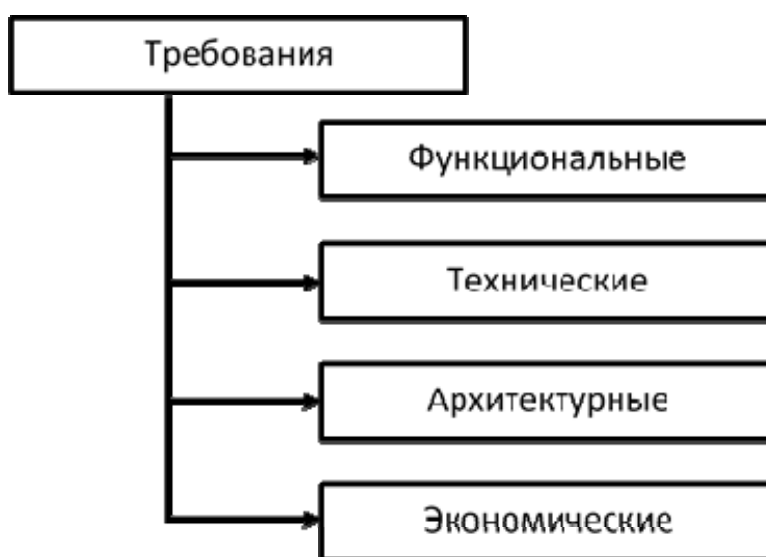 Требования
Функциональные
Технические
Архитектурные
Экономические